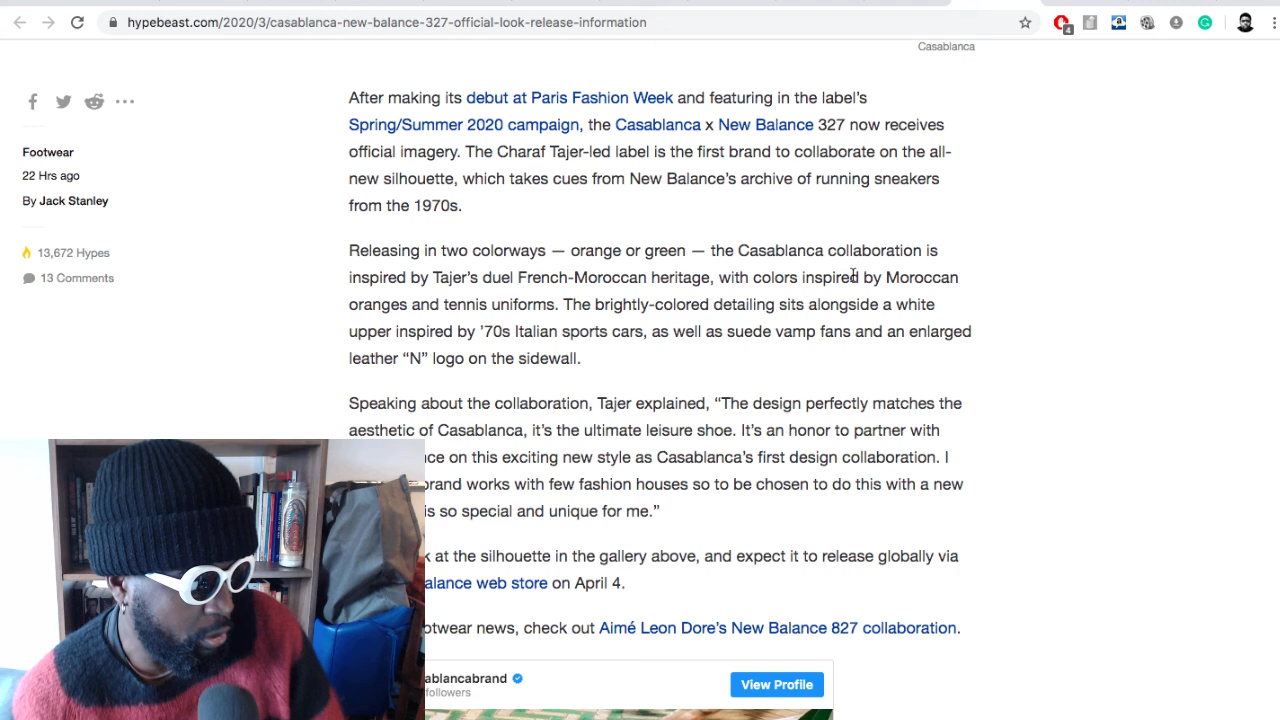 hypebeast.com/2020/3/casablanca-new-balance-327-official-look-release-information
4
Casablanca
Footwear
22 Hrs ago
By Jack Stanley
13,672 Hypes
13 Comments
After making its debut at Paris Fashion Week and featuring in the label's
Spring/Summer 2020 campaign, the Casablanca x New Balance 327 now receives
official imagery. The Charaf Tajer-led label is the first brand to collaborate on the all-
new silhouette, which takes cues from New Balance's archive of running sneakers
from the 1970s.
Releasing in two colorways — orange or green — the Casablanca collaboration is
inspired by Tajer's duel French-Moroccan heritage, with colors inspired by Moroccan
oranges and tennis uniforms. The brightly-colored detailing sits alongside a white
upper inspired by '70s Italian sports cars, as well as suede vamp fans and an enlarged
leather “N” logo on the sidewall.
Speaking about the collaboration, Tajer explained, “The design perfectly matches the
aesthetic of Casablanca, it's the ultimate leisure shoe. It's an honor to partner with
nce on this exciting new style as Casablanca's first design collaboration. I
brand works with few fashion houses so to be chosen to do this with a new
is so special and unique for me.”
k at the silhouette in the gallery above, and expect it to release globally via
alance web store on April 4.
otwear news, check out Aimé Leon Dore's New Balance 827 collaboration.
ablancabrand
followers
View Profile